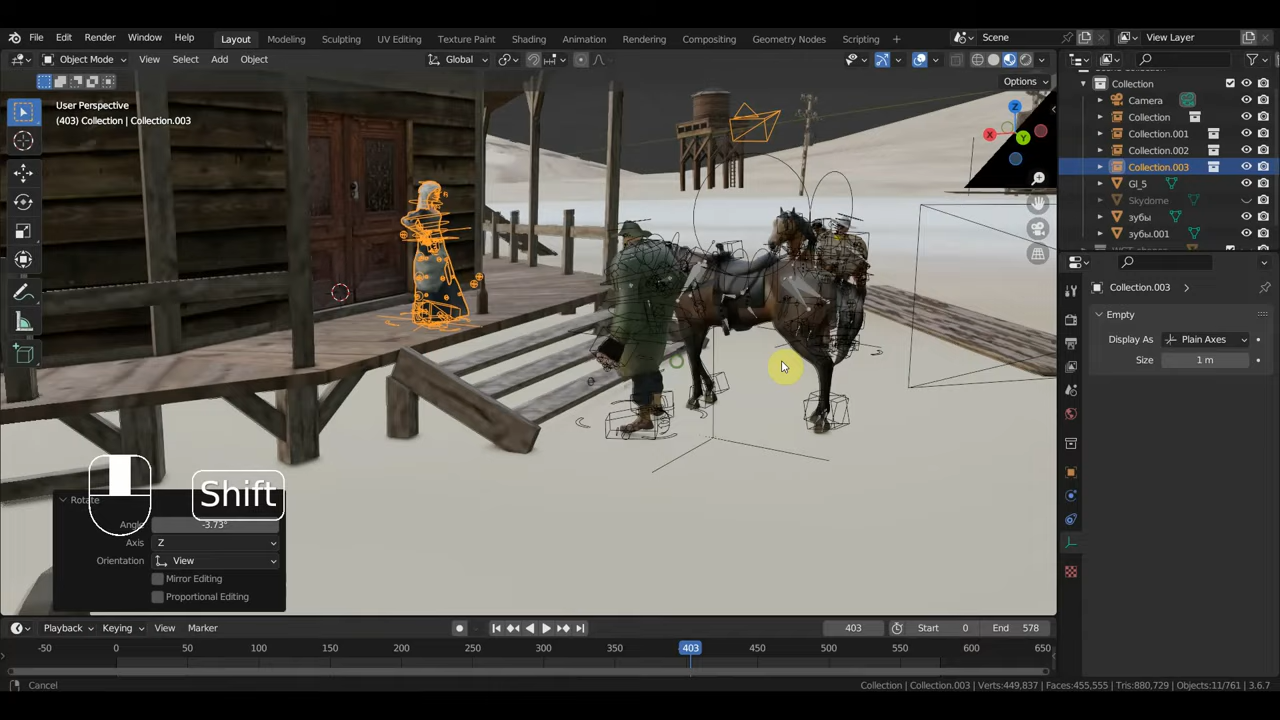 File Edit Render Window Help Layout Modeling Sculpting UV Editing Texture Paint Shading Animation Rendering Compositing Geometry Nodes Scripting + Scene View Layer
Object Mode View Select Add Object Global
Options
User Perspective
(403) Collection | Collection.003
Z
X
Y
Collection
Camera
Collection
Collection.001
Collection.002
Collection.003
GI_5
Skydome
зубы
зубы.001
Collection.003
Empty
Display As Plain Axes
Size 1 m
Shift
Rotate
Angle -3.73°
Axis Z
Orientation View
Mirror Editing
Proportional Editing
Playback Keying View Marker 403 Start 0 End 578
-50 0 50 100 150 200 250 300 350 403 450 500 550 600 650
Cancel Collection | Collection.003 | Verts:449,837 | Faces:455,555 | Tris:880,729 | Objects:11/761 | 3.6.7